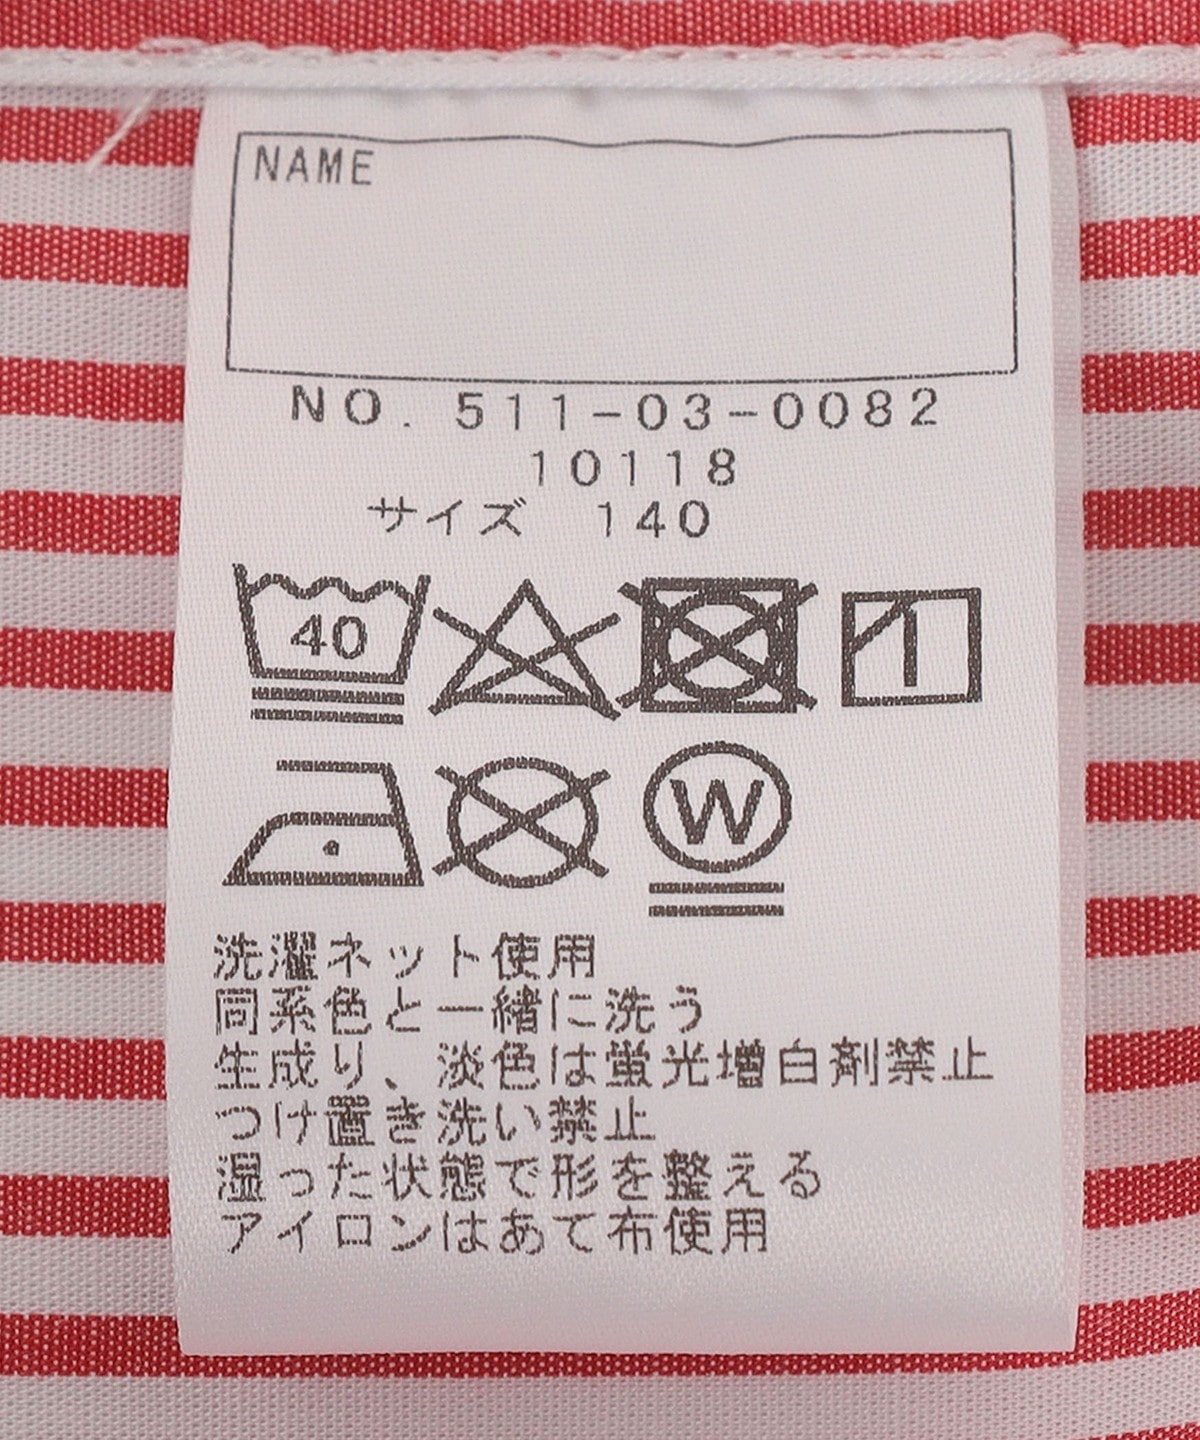 NAME
NO. 511-03-0082
10118
サイズ 140
40
W
洗濯ネット使用
同系色と一緒に洗う
生成り、淡色は蛍光増白剤禁止
つけ置き洗い禁止
湿った状態で形を整える
アイロンはあて布使用